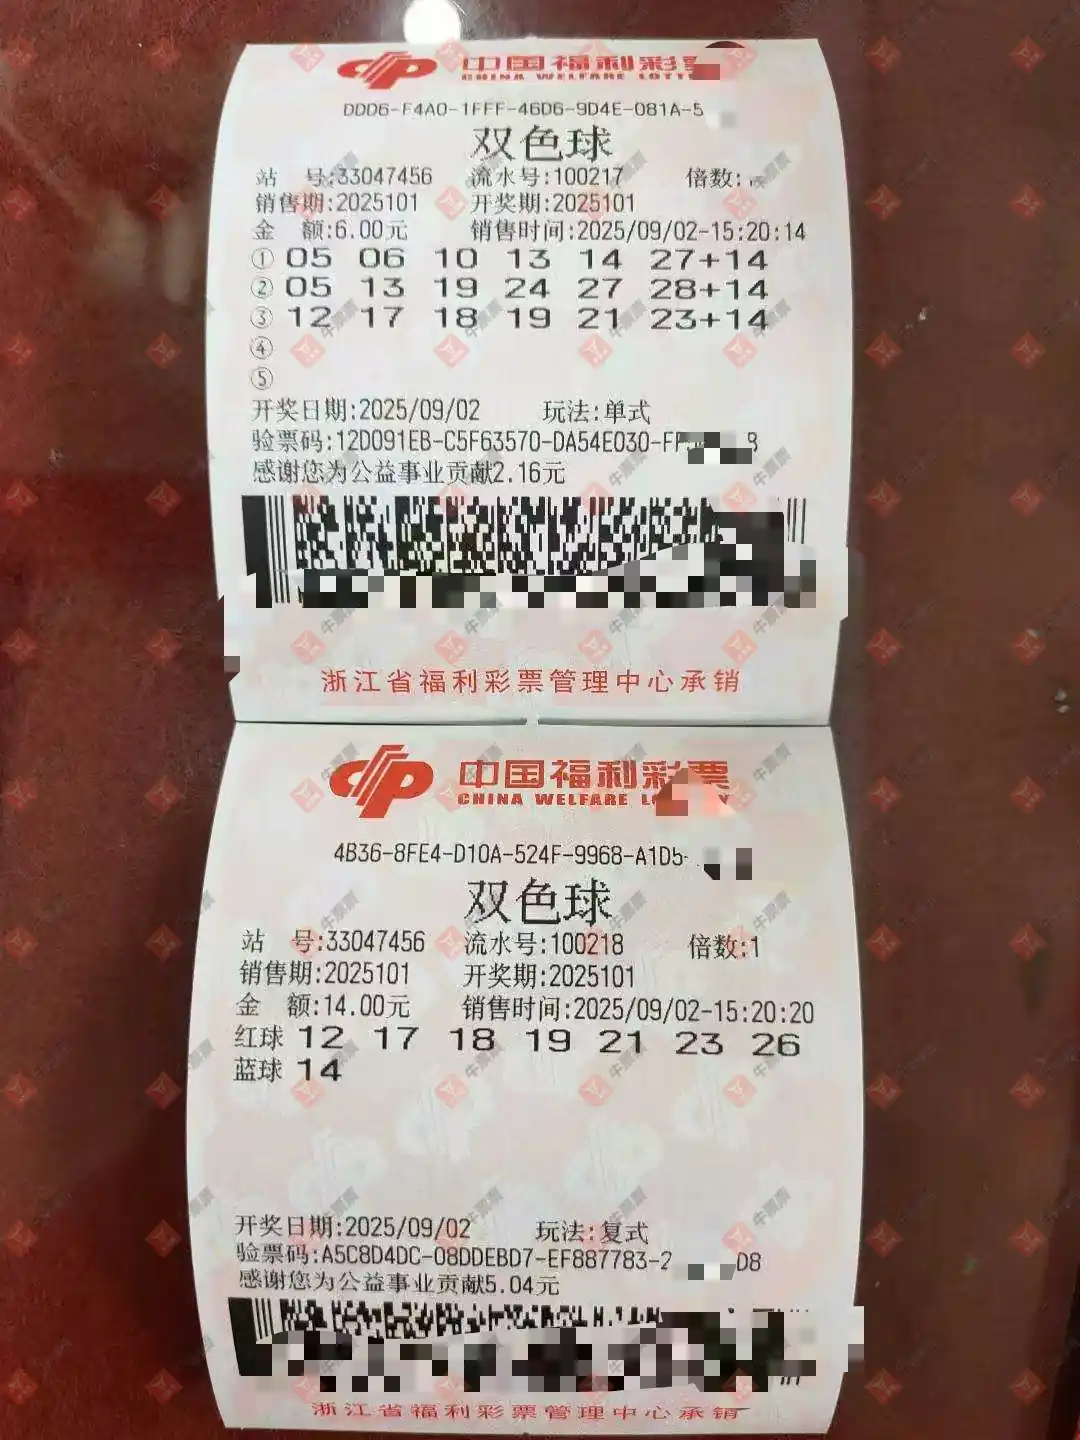 中国福利彩票
CHINA WELFARE LOTT
DDD6-F4A0-1FFF-46D6-9D4E-081A-5
双色球
站 号:33047456 流水号:100217 倍数:
销售期:2025101 开奖期:2025101
金 额:6.00元 销售时间:2025/09/02-15:20:14
① 05 06 10 13 14 27+14
② 05 13 19 24 27 28+14
③ 12 17 18 19 21 23+14
④
⑤
开奖日期:2025/09/02 玩法:单式
验票码:12D091EB-C5F63570-DA54E030-FF
感谢您为公益事业贡献2.16元
浙江省福利彩票管理中心承销
中国福利彩票
CHINA WELFARE L
4B36-8FE4-D10A-524F-9968-A1D5-
双色球
站 号:33047456 流水号:100218 倍数:1
销售期:2025101 开奖期:2025101
金 额:14.00元 销售时间:2025/09/02-15:20:20
红球 12 17 18 19 21 23 26
蓝球 14
开奖日期:2025/09/02 玩法:复式
验票码:A5C8D4DC-08DDEBD7-EF887783-2 D8
感谢您为公益事业贡献5.04元
浙江省福利彩票管理中心承销
牛票票